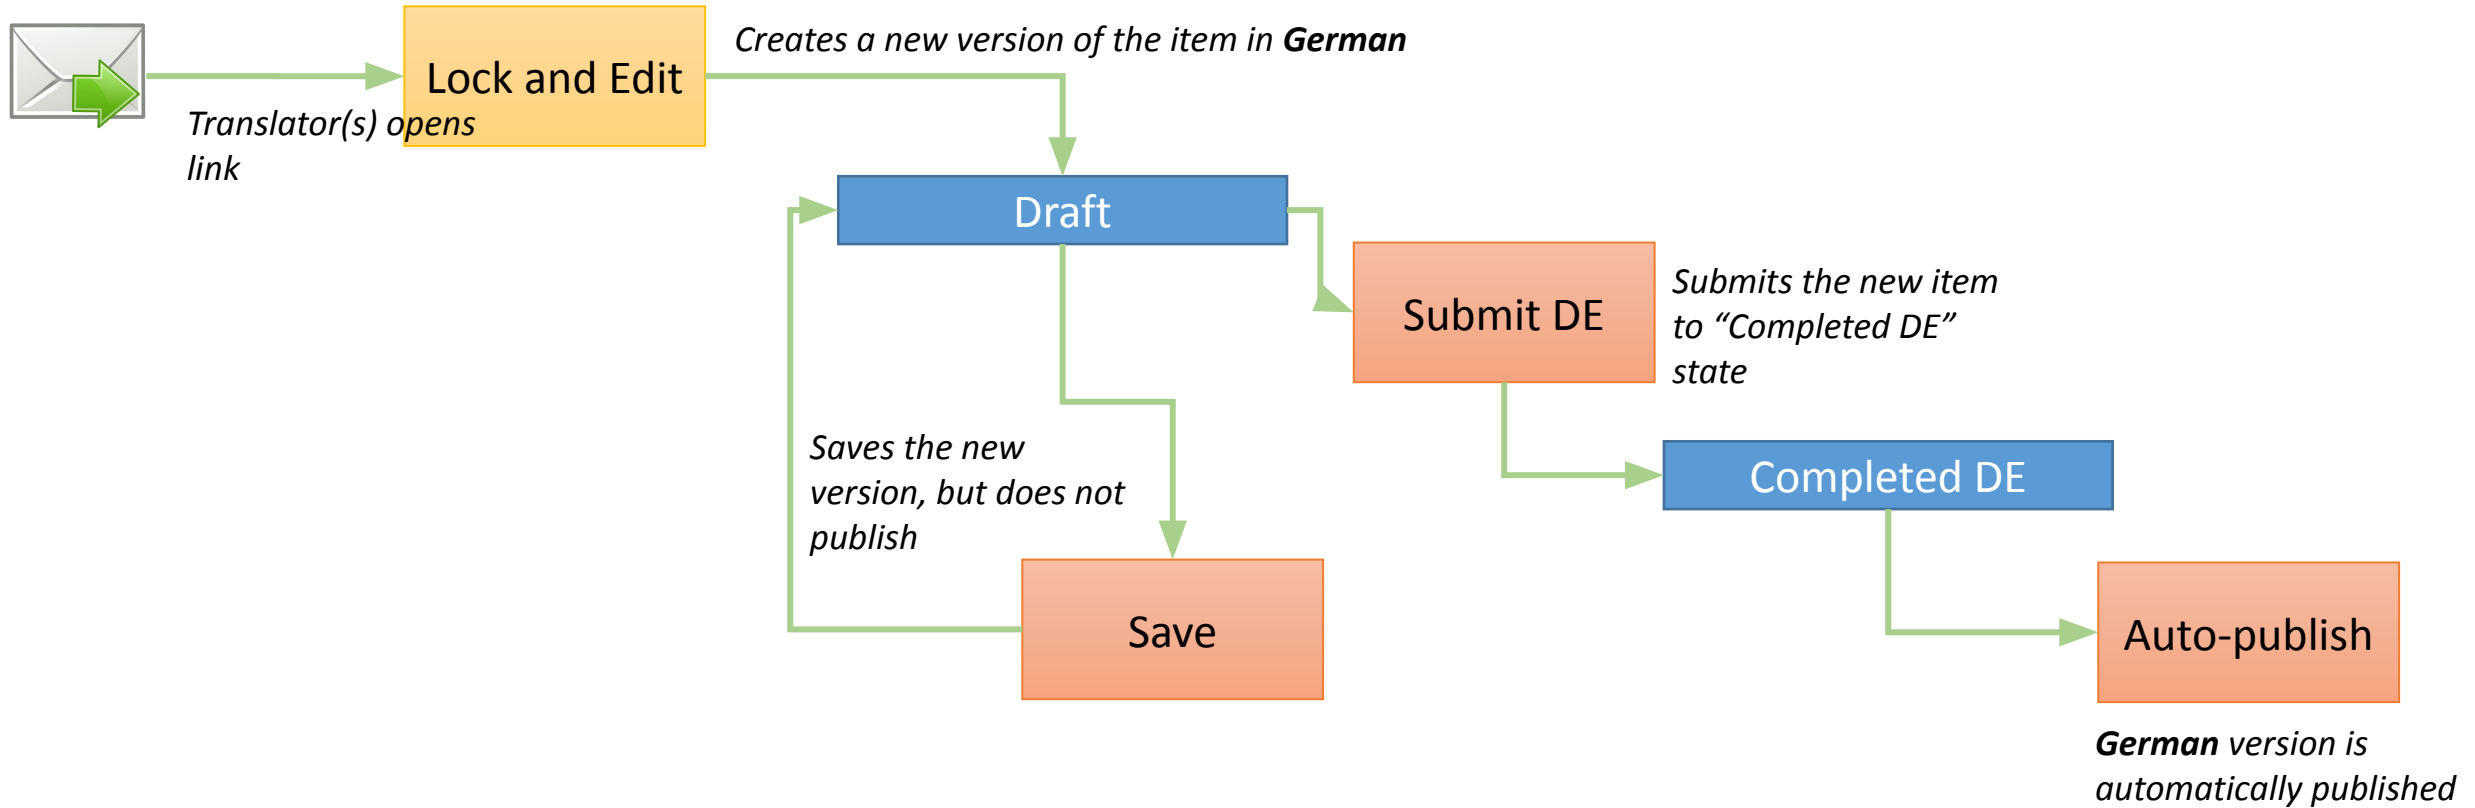 Creates a new version of the item in German
Lock and Edit
Translator(s) opens
link
Draft
Submit DE
Submits the new item
to “Completed DE”
state
Saves the new
version, but does not
publish
Completed DE
Save
Auto-publish
German version is
automatically published